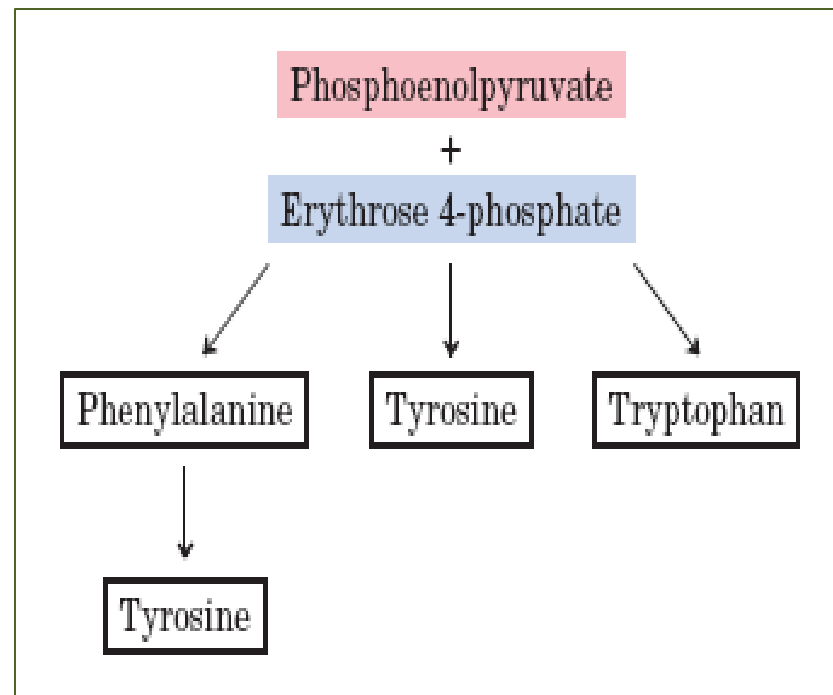 Phosphoenolpyruvate
+
Erythrose 4-phosphate
Phenylalanine
Tyrosine
Tryptophan
Tyrosine